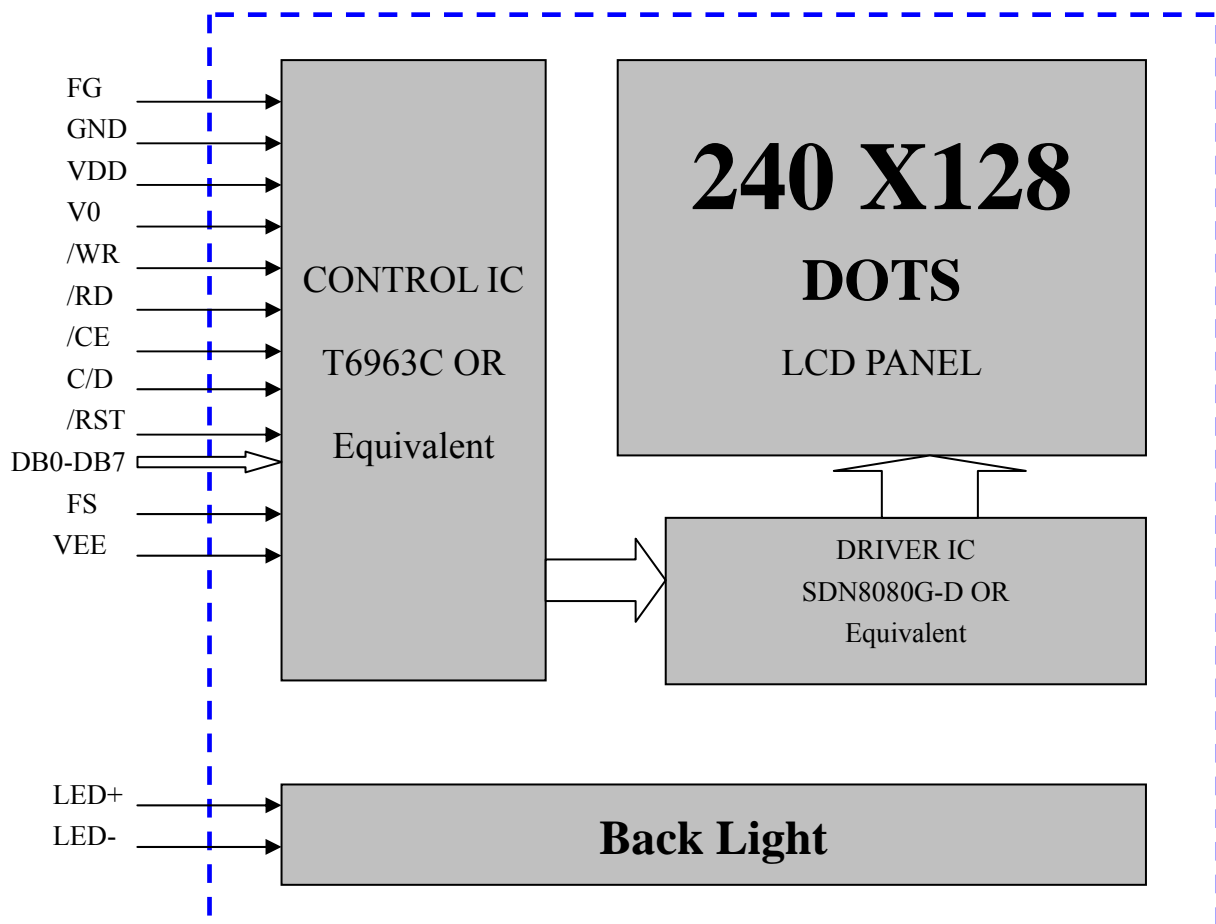 FG
GND
VDD
V0
/WR
/RD
/CE
C/D
/RST
DB0-DB7
FS
VEE
CONTROL IC
T6963C OR
Equivalent
240 X128
DOTS
LCD PANEL
DRIVER IC
SDN8080G-D OR
Equivalent
LED+
LED-
Back Light